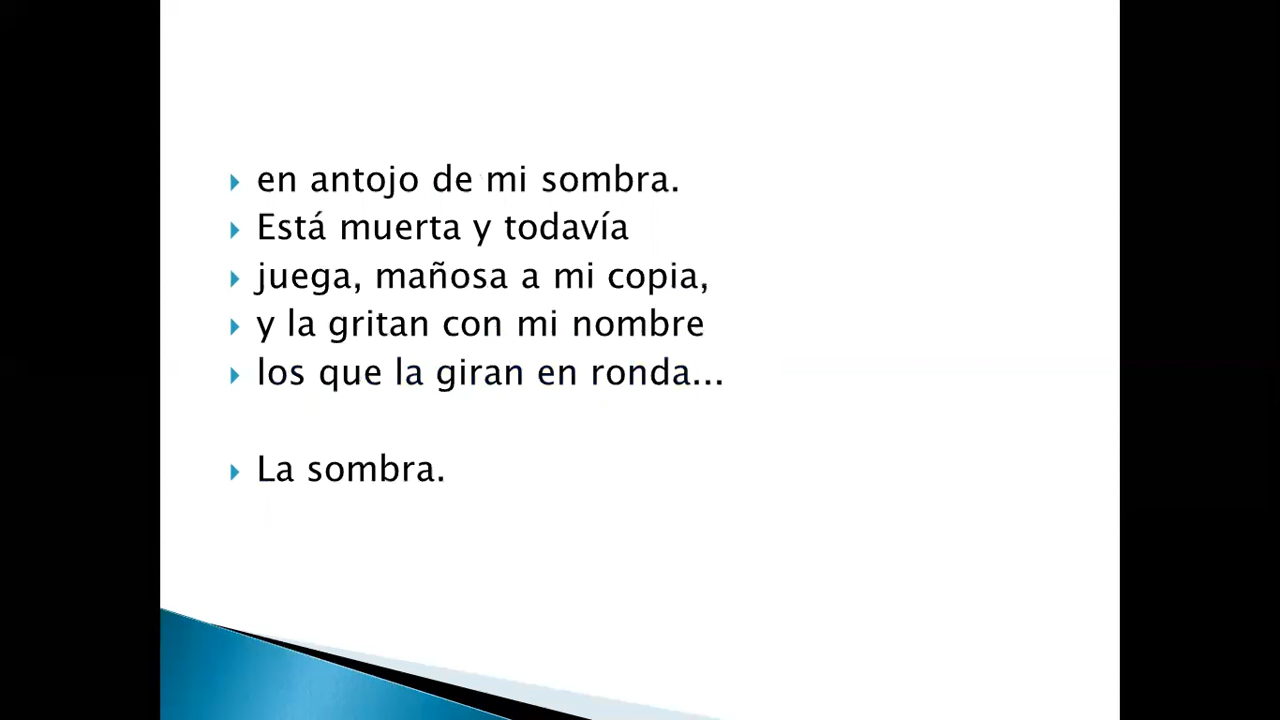 en antojo de mi sombra.
Está muerta y todavía
juega, mañosa a mi copia,
y la gritan con mi nombre
los que la giran en ronda...
La sombra.